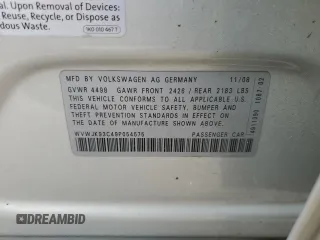 al. Upon Removal of Devices:
Reuse, Recycle, or Dispose as
rdous Waste.
MFD BY VOLKSWAGEN AG GERMANY 11/08
GVWR 4498 GAWR FRONT 2425 / REAR 2183 LBS
THIS VEHICLE CONFORMS TO ALL APPLICABLE U.S.
FEDERAL MOTOR VEHICLE SAFETY, BUMPER AND
THEFT PREVENTION STANDARDS IN EFFECT ON THE
DATE OF MANUFACTURE SHOWN ABOVE.
PASSENGER CAR
DREAMBID